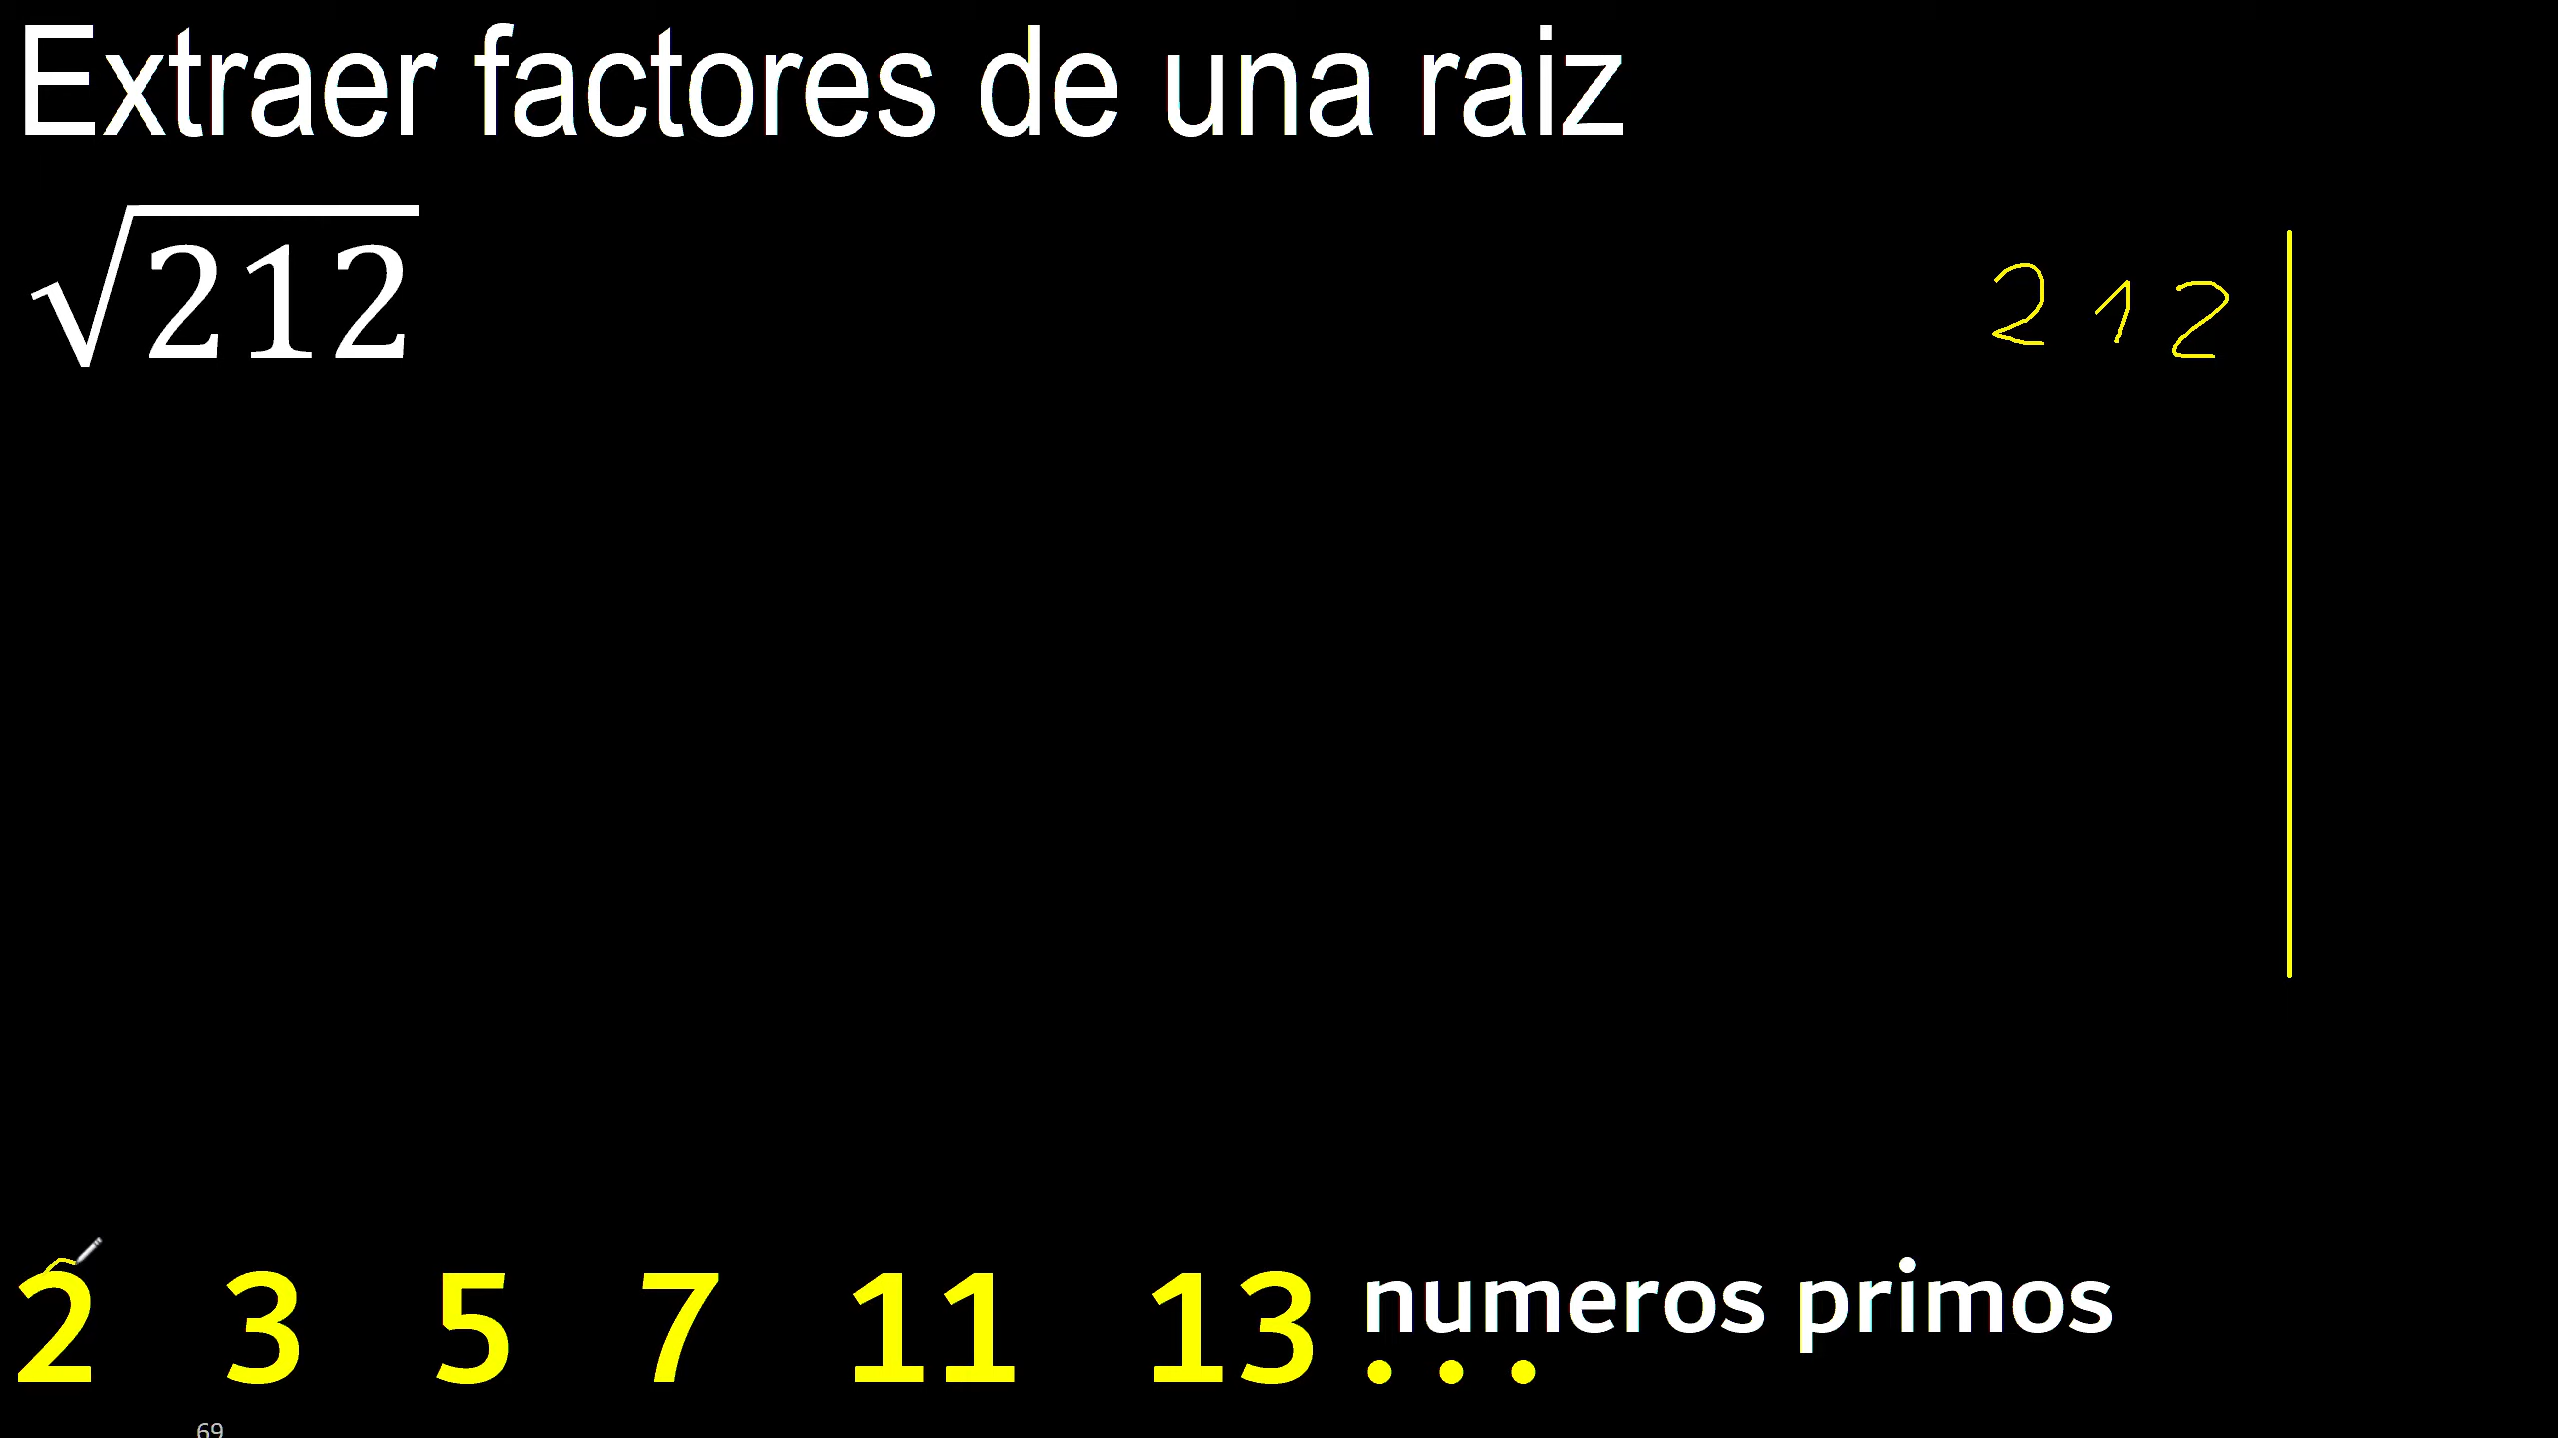 Extraer factores de una raiz
√212
212
2 3 5 7 11 13 ... numeros primos
69